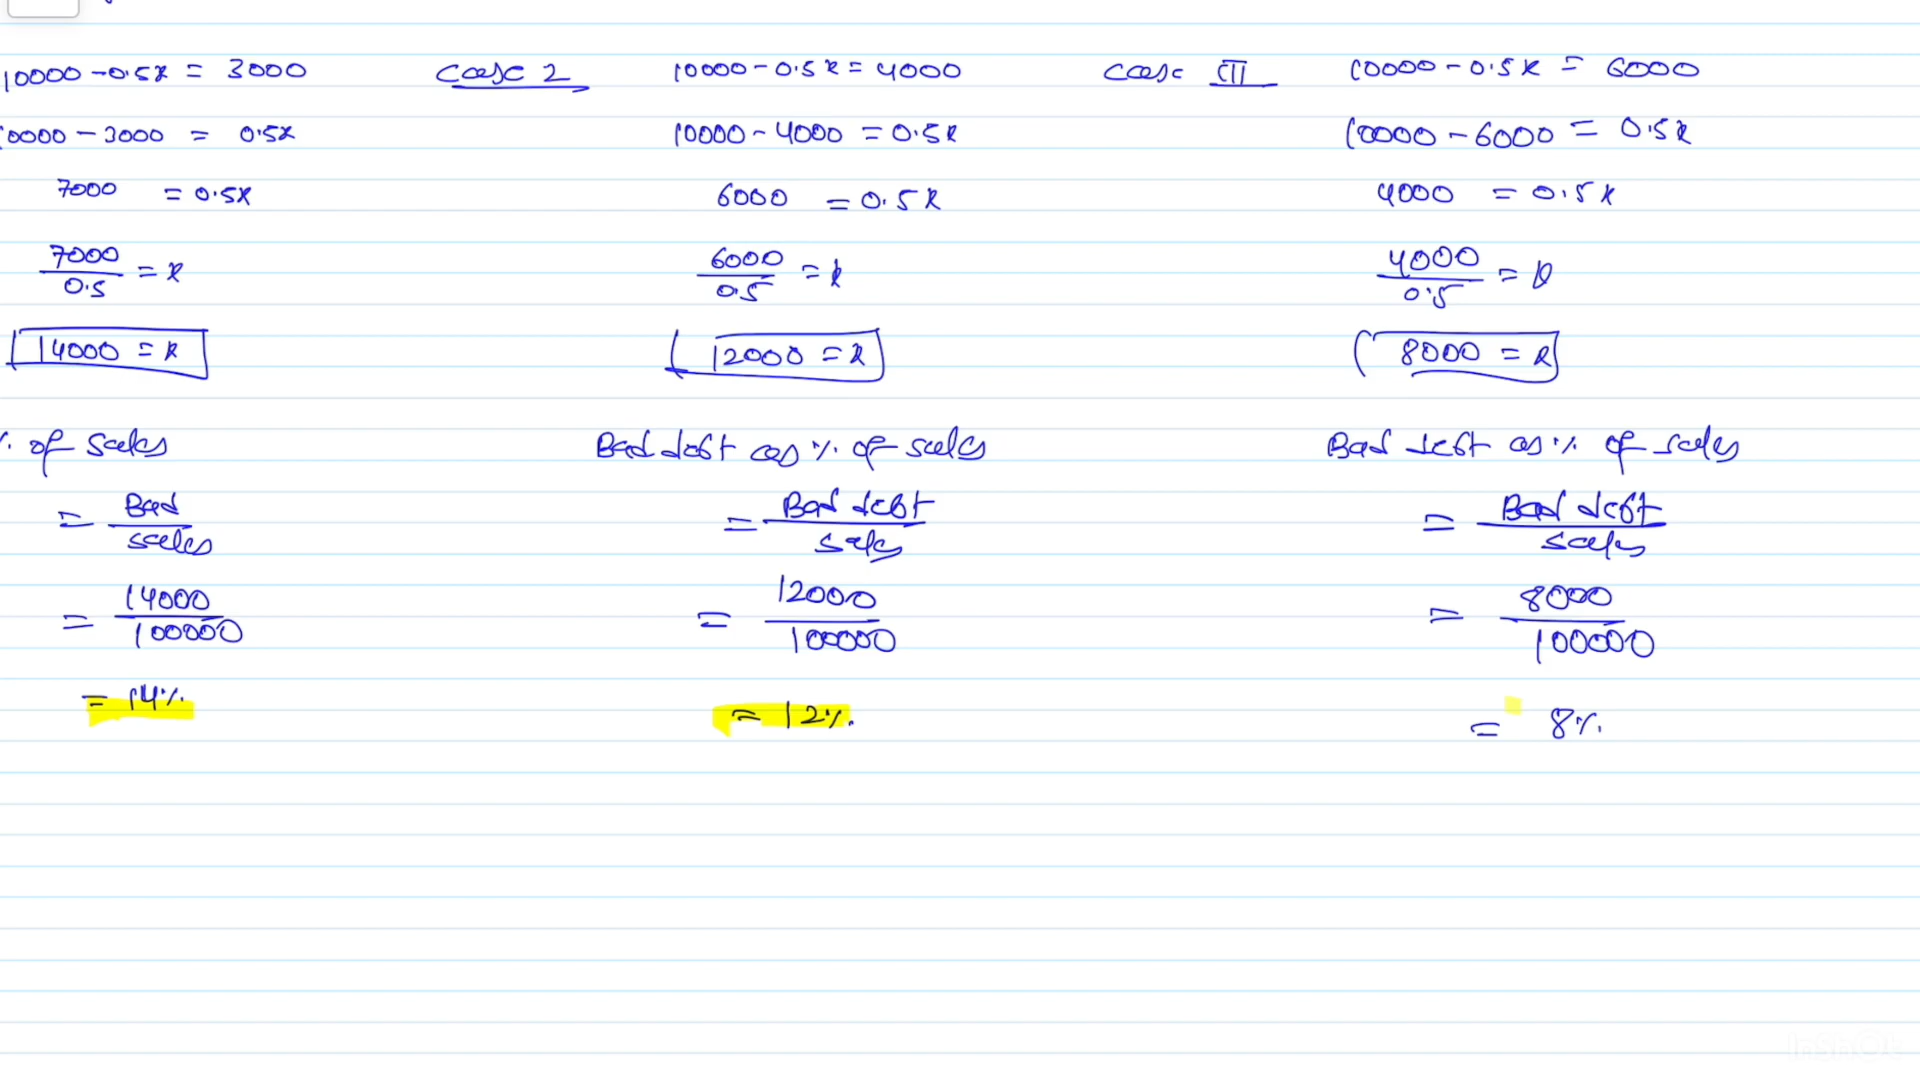 10000 - 0.5x = 3000
0000 - 3000 = 0.5x
7000 = 0.5x
7000
0.5
= x
14000 = x
% of sales
= Bad
sales
= 14000
100000
= 14%
Case 2
10000 - 0.5x = 4000
10000 - 4000 = 0.5x
6000 = 0.5x
6000
0.5
= x
12000 = x
Bad debt as % of sales
= Bad debt
sales
= 12000
100000
= 12%
Case III
10000 - 0.5x = 6000
10000 - 6000 = 0.5x
4000 = 0.5x
4000
0.5
= x
8000 = x
Bad debt as % of sales
= Bad debt
sales
= 8000
100000
= 8%